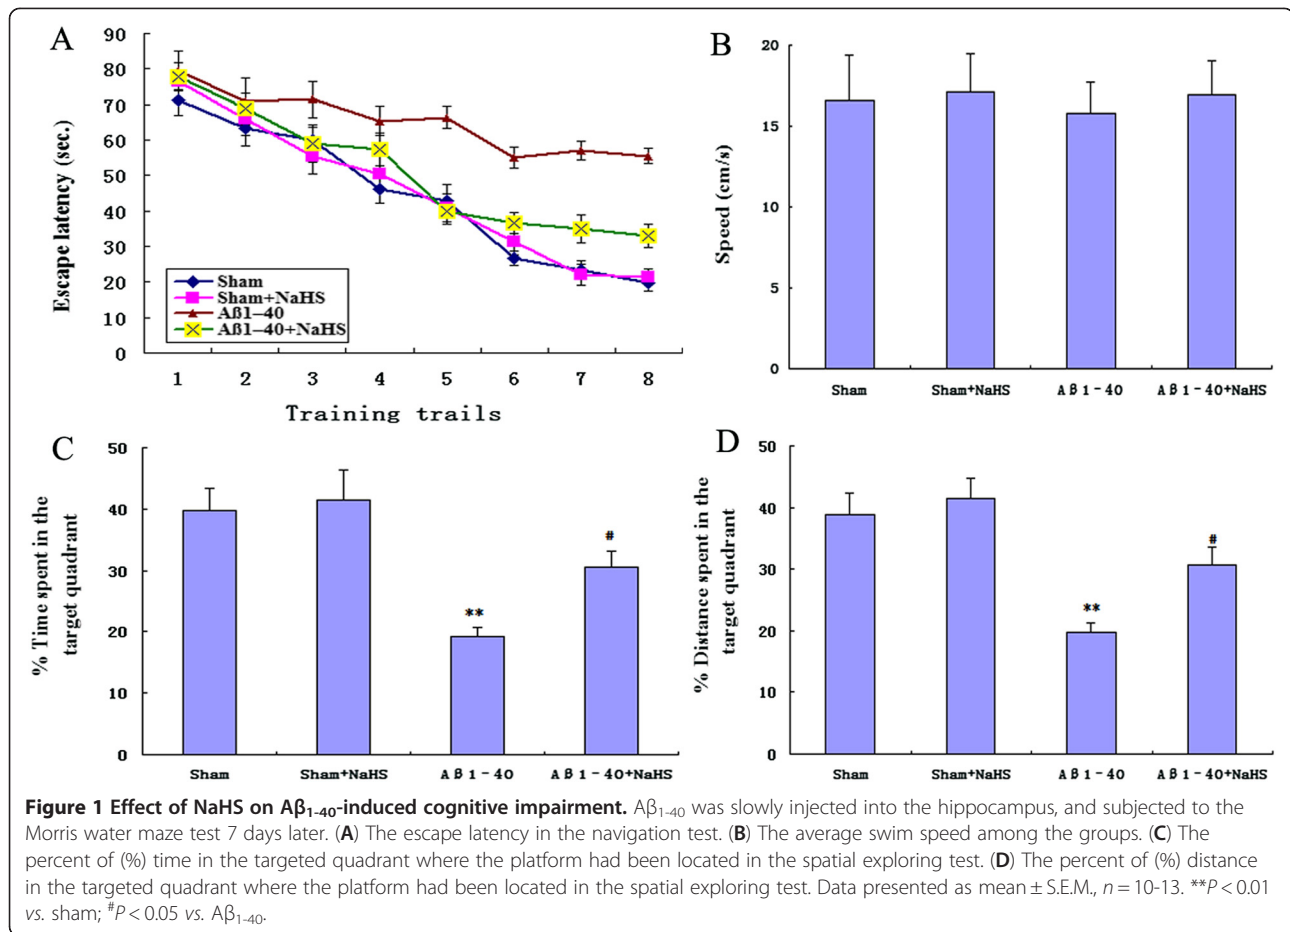 A
Escape latency (sec.)
90
80
70
60
50
40
30
20
10
0
Sham
Sham+NaHS
Aß1–40
Aß1–40+NaHS
1 2 3 4 5 6 7 8
Training trails
B
Speed (cm/s)
20
15
10
5
0
Sham Sham+NaHS Aβ1-40 Aβ1-40+NaHS
C
% Time spent in the
target quadrant
50
40
30
20
10
0
**
#
Sham Sham+NaHS Aβ1-40 Aβ1-40+NaHS
D
% Distance spent in the
target quadrant
50
40
30
20
10
0
**
#
Sham Sham+NaHS Aβ1-40 Aβ1-40+NaHS
Figure 1 Effect of NaHS on Aβ1-40-induced cognitive impairment. Aβ1-40 was slowly injected into the hippocampus, and subjected to the
Morris water maze test 7 days later. (A) The escape latency in the navigation test. (B) The average swim speed among the groups. (C) The
percent of (%) time in the targeted quadrant where the platform had been located in the spatial exploring test. (D) The percent of (%) distance
in the targeted quadrant where the platform had been located in the spatial exploring test. Data presented as mean ± S.E.M., n = 10-13. **P < 0.01
vs. sham; #P < 0.05 vs. Aβ1-40.